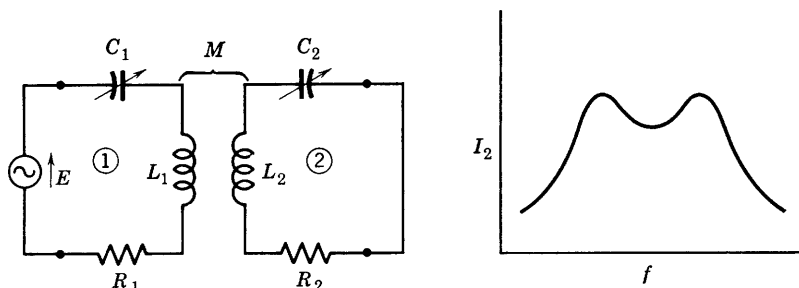 C₁
M
C₂
E
①
L₁
L₂
②
R₁
R₂
I₂
f